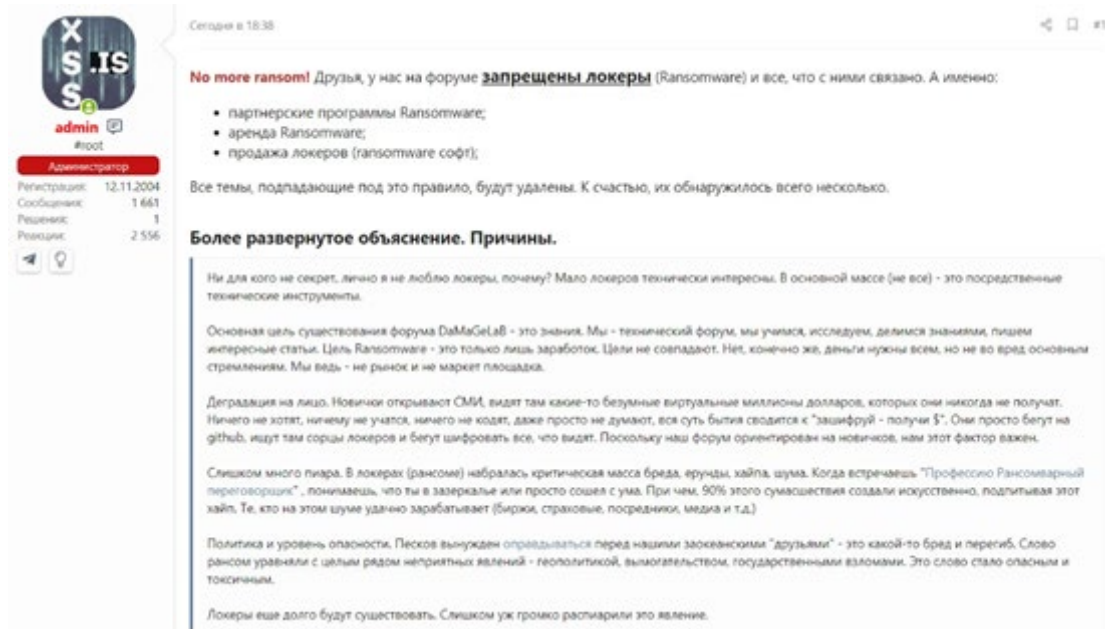 XSS.IS
Сегодня в 18:38
#1
admin
#root
Администратор
Регистрация: 12.11.2004
Сообщения: 1 661
Решения: 1
Реакции: 2 556
No more ransom! Друзья, у нас на форуме запрещены локеры (Ransomware) и все, что с ними связано. А именно:
• партнерские программы Ransomware;
• аренда Ransomware;
• продажа локеров (ransomware софт);
Все темы, подпадающие под это правило, будут удалены. К счастью, их обнаружилось всего несколько.
Более развернутое объяснение. Причины.
Ни для кого не секрет, лично я не люблю локеры, почему? Мало локеров технически интересны. В основной массе (не все) - это посредственные
технические инструменты.
Основная цель существования форума DaMaGeLaB - это знания. Мы - технический форум, мы учимся, исследуем, делимся знаниями, пишем
интересные статьи. Цель Ransomware - это только лишь заработок. Цели не совпадают. Нет, конечно же, деньги нужны всем, но не во вред основным
стремлениям. Мы ведь - не рынок и не маркет площадка.
Деградация на лицо. Новички открывают СМИ, видят там какие-то безумные виртуальные миллионы долларов, которых они никогда не получат.
Ничего не хотят, ничему не учатся, ничего не кодят, даже просто не думают, вся суть бытия сводится к "зашифруй - получи $". Они просто бегут на
github, ищут там сорцы локеров и бегут шифровать все, что видят. Поскольку наш форум ориентирован на новичков, нам этот фактор важен.
Слишком много пиара. В локерах (рансоме) набралась критическая масса бреда, ерунды, хайпа, шума. Когда встречаешь "Профессию Рансомварный
переговорщик" , понимаешь, что ты в зазеркалье или просто сошел с ума. При чем, 90% этого сумасшествия создали искусственно, подпитывая этот
хайп. Те, кто на этом шуме удачно зарабатывает (биржи, страховые, посредники, медиа и т.д.)
Политика и уровень опасности. Песков вынужден оправдываться перед нашими заокеанскими "друзьями" - это какой-то бред и перегиб. Слово
рансом уравняли с целым рядом неприятных явлений - геополитикой, вымогательством, государственными взломами. Это слово стало опасным и
токсичным.
Локеры еще долго будут существовать. Слишком уж громко распиарили это явление.